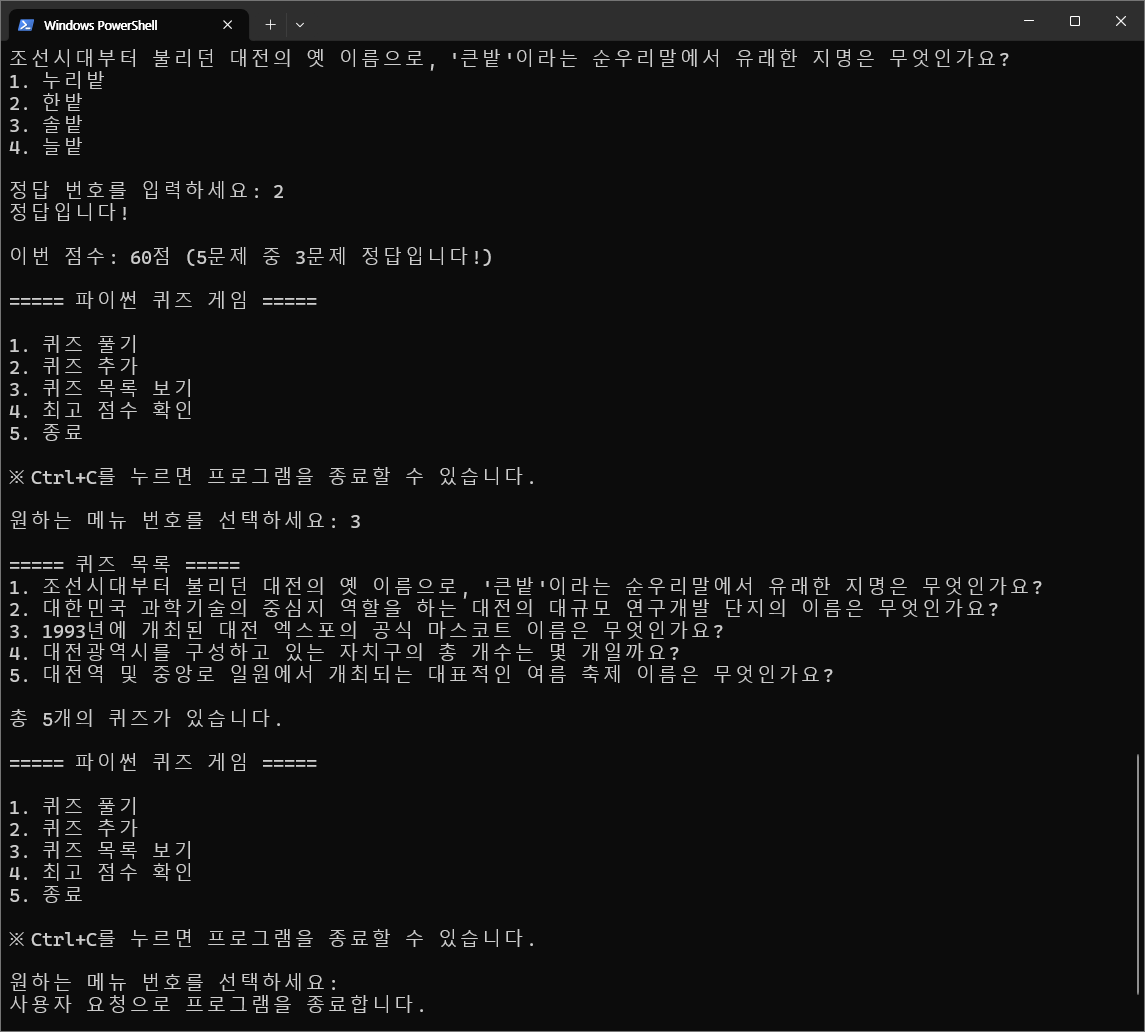 Windows PowerShell
조선시대부터 불리던 대전의 옛 이름으로, '큰밭'이라는 순우리말에서 유래한 지명은 무엇인가요?
1. 누리밭
2. 한밭
3. 솔밭
4. 늘밭
정답 번호를 입력하세요: 2
정답입니다!
이번 점수: 60점 (5문제 중 3문제 정답입니다!)
===== 파이썬 퀴즈 게임 =====
1. 퀴즈 풀기
2. 퀴즈 추가
3. 퀴즈 목록 보기
4. 최고 점수 확인
5. 종료
※ Ctrl+C를 누르면 프로그램을 종료할 수 있습니다.
원하는 메뉴 번호를 선택하세요: 3
===== 퀴즈 목록 =====
1. 조선시대부터 불리던 대전의 옛 이름으로, '큰밭'이라는 순우리말에서 유래한 지명은 무엇인가요?
2. 대한민국 과학기술의 중심지 역할을 하는 대전의 대규모 연구개발 단지의 이름은 무엇인가요?
3. 1993년에 개최된 대전 엑스포의 공식 마스코트 이름은 무엇인가요?
4. 대전광역시를 구성하고 있는 자치구의 총 개수는 몇 개일까요?
5. 대전역 및 중앙로 일원에서 개최되는 대표적인 여름 축제 이름은 무엇인가요?
총 5개의 퀴즈가 있습니다.
===== 파이썬 퀴즈 게임 =====
1. 퀴즈 풀기
2. 퀴즈 추가
3. 퀴즈 목록 보기
4. 최고 점수 확인
5. 종료
※ Ctrl+C를 누르면 프로그램을 종료할 수 있습니다.
원하는 메뉴 번호를 선택하세요:
사용자 요청으로 프로그램을 종료합니다.